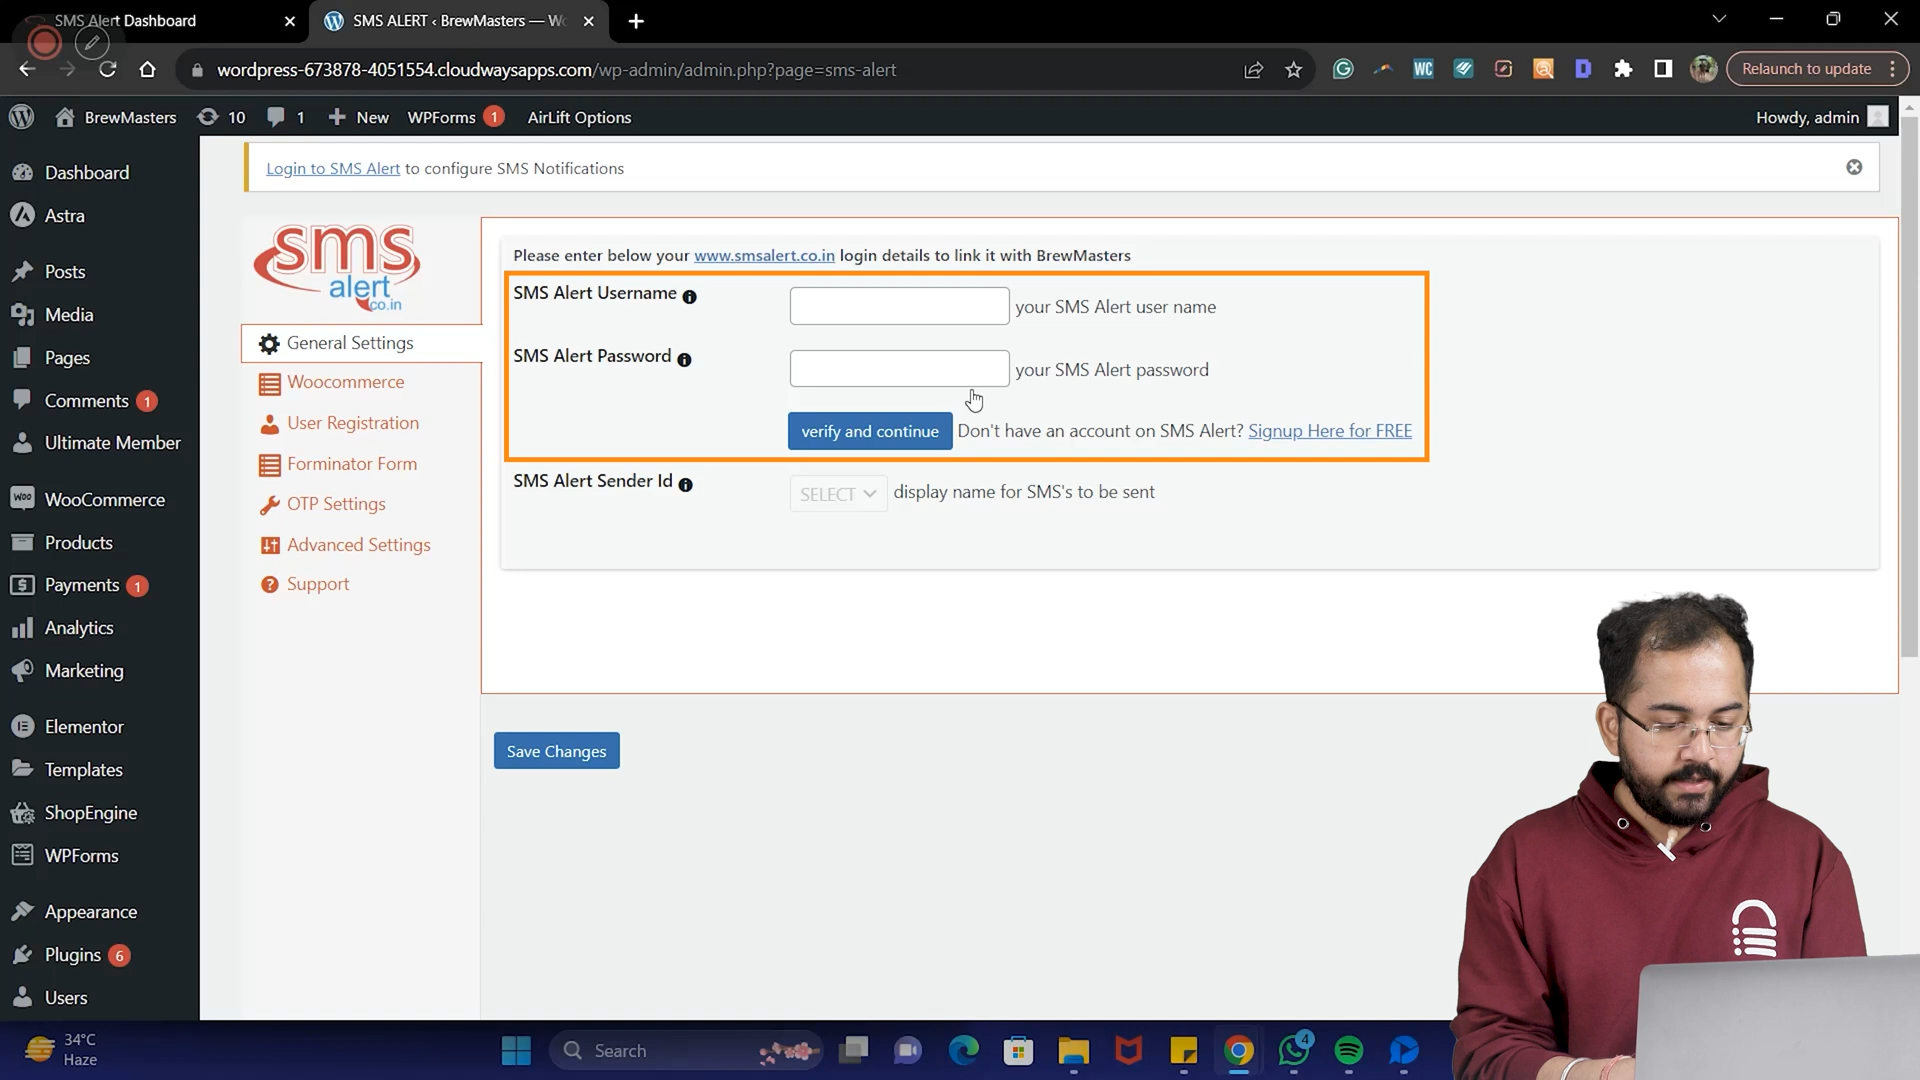 SMS Alert Dashboard
SMS ALERT ‹ BrewMasters — Wo
wordpress-673878-4051554.cloudwaysapps.com/wp-admin/admin.php?page=sms-alert
WC
D
Relaunch to update
BrewMasters
10
1
New
WPForms 1
AirLift Options
Howdy, admin
Dashboard
Astra
Posts
Media
Pages
Comments 1
Ultimate Member
WooCommerce
Products
Payments 1
Analytics
Marketing
Elementor
Templates
ShopEngine
WPForms
Appearance
Plugins 6
Users
Login to SMS Alert to configure SMS Notifications
sms
alert
.co.in
General Settings
Woocommerce
User Registration
Forminator Form
OTP Settings
Advanced Settings
Support
Please enter below your www.smsalert.co.in login details to link it with BrewMasters
SMS Alert Username
your SMS Alert user name
SMS Alert Password
your SMS Alert password
verify and continue
Don't have an account on SMS Alert? Signup Here for FREE
SMS Alert Sender Id
SELECT
display name for SMS's to be sent
Save Changes
34°C
Haze
Search
4